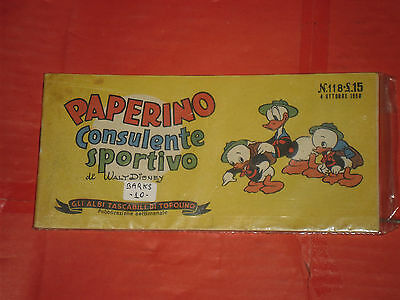 PAPERINO
Consulente
sportivo
di WALT DISNEY
BARKS
-10-
GLI ALBI TASCABILI DI TOPOLINO
Pubblicazione settimanale
N. 118 - L. 15
4 OTTOBRE 1950